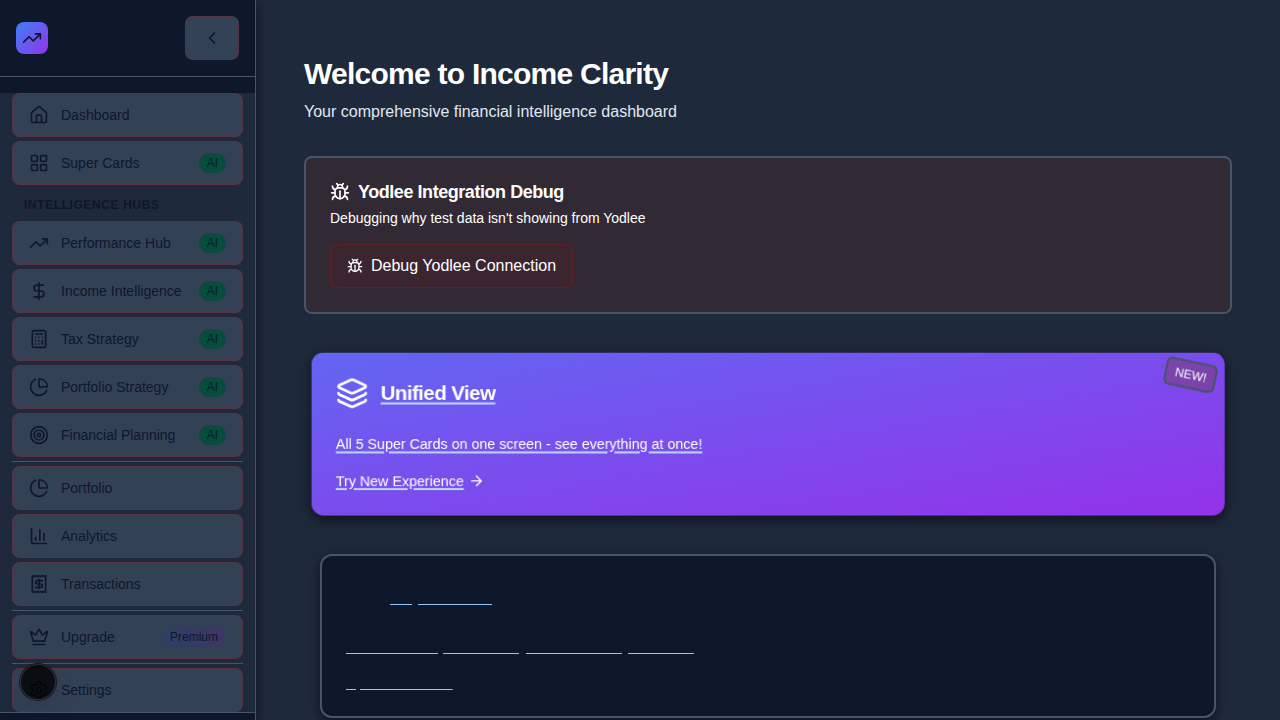 Dashboard
Super Cards AI
INTELLIGENCE HUBS
Performance Hub AI
Income Intelligence AI
Tax Strategy AI
Portfolio Strategy AI
Financial Planning AI
Portfolio
Analytics
Transactions
Upgrade Premium
Settings
Welcome to Income Clarity
Your comprehensive financial intelligence dashboard
Yodlee Integration Debug
Debugging why test data isn't showing from Yodlee
Debug Yodlee Connection
NEW!
Unified View
All 5 Super Cards on one screen - see everything at once!
Try New Experience